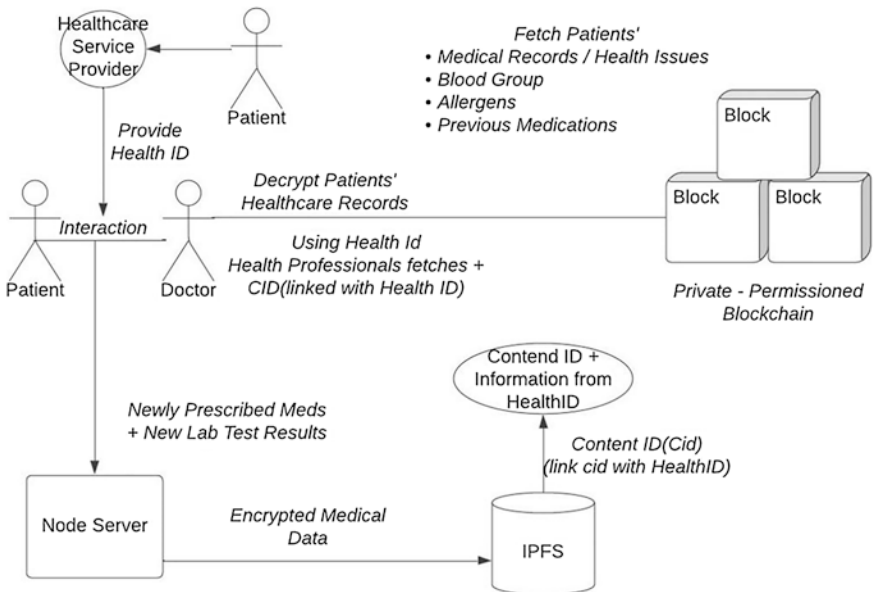 Healthcare
Service
Provider
Patient
Fetch Patients'
• Medical Records / Health Issues
• Blood Group
• Allergens
• Previous Medications
Block
Block
Block
Provide
Health ID
Decrypt Patients'
Healthcare Records
Interaction
Using Health Id
Health Professionals fetches +
CID(linked with Health ID)
Patient
Doctor
Private - Permissioned
Blockchain
Contend ID +
Information from
HealthID
Newly Prescribed Meds
+ New Lab Test Results
Content ID(Cid)
(link cid with HealthID)
Node Server
Encrypted Medical
Data
IPFS